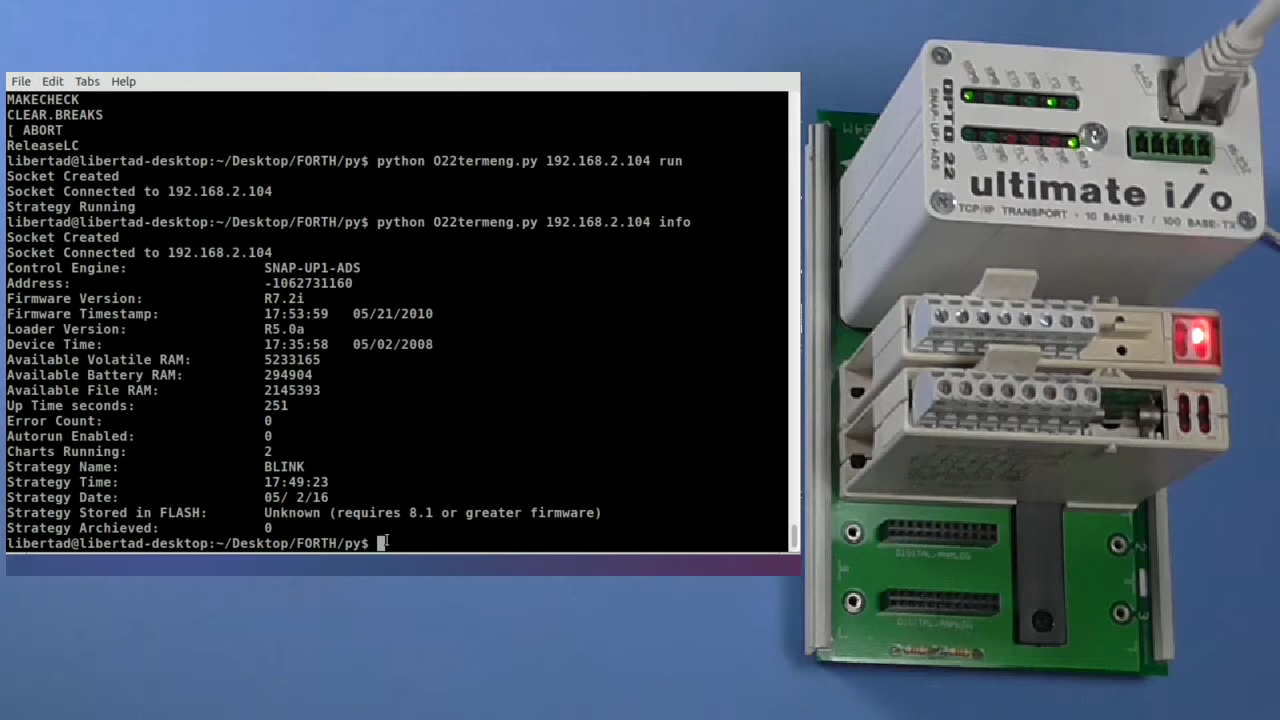 File Edit Tabs Help
MAKECHECK
CLEAR.BREAKS
[ ABORT
ReleaseLC
libertad@libertad-desktop:~/Desktop/FORTH/py$ python O22termeng.py 192.168.2.104 run
Socket Created
Socket Connected to 192.168.2.104
Strategy Running
libertad@libertad-desktop:~/Desktop/FORTH/py$ python O22termeng.py 192.168.2.104 info
Socket Created
Socket Connected to 192.168.2.104
Control Engine: SNAP-UP1-ADS
Address: -1062731160
Firmware Version: R7.2i
Firmware Timestamp: 17:53:59 05/21/2010
Loader Version: R5.0a
Device Time: 17:35:58 05/02/2008
Available Volatile RAM: 5233165
Available Battery RAM: 294904
Available File RAM: 2145393
Up Time seconds: 251
Error Count: 0
Autorun Enabled: 0
Charts Running: 2
Strategy Name: BLINK
Strategy Time: 17:49:23
Strategy Date: 05/ 2/16
Strategy Stored in FLASH: Unknown (requires 8.1 or greater firmware)
Strategy Archieved: 0
libertad@libertad-desktop:~/Desktop/FORTH/py$
OPTO 22
SNAP-UP1-ADS
ultimate i/o
TCP/IP TRANSPORT - 10 BASE-T / 100 BASE-TX
DIGITAL/ANALOG
2
DIGITAL/ANALOG
3